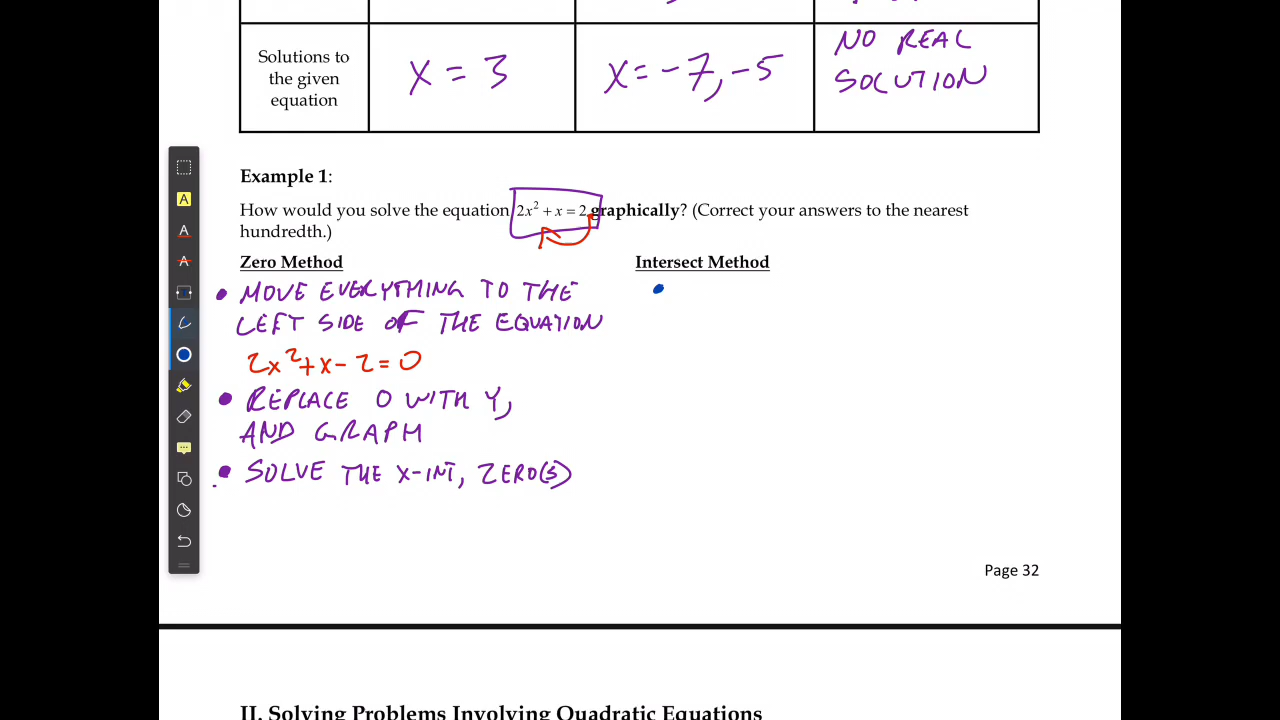 Solutions to
the given
equation
x = 3
x = -7, -5
NO REAL
SOLUTION
Example 1:
How would you solve the equation 2x² + x = 2 graphically? (Correct your answers to the nearest
hundredth.)
Zero Method
Intersect Method
• MOVE EVERYTHING TO THE
LEFT SIDE OF THE EQUATION
2x² + x - 2 = 0
• REPLACE 0 WITH Y,
AND GRAPH
• SOLVE THE X-INT, ZERO(S)
Page 32
II. Solving Problems Involving Quadratic Equations